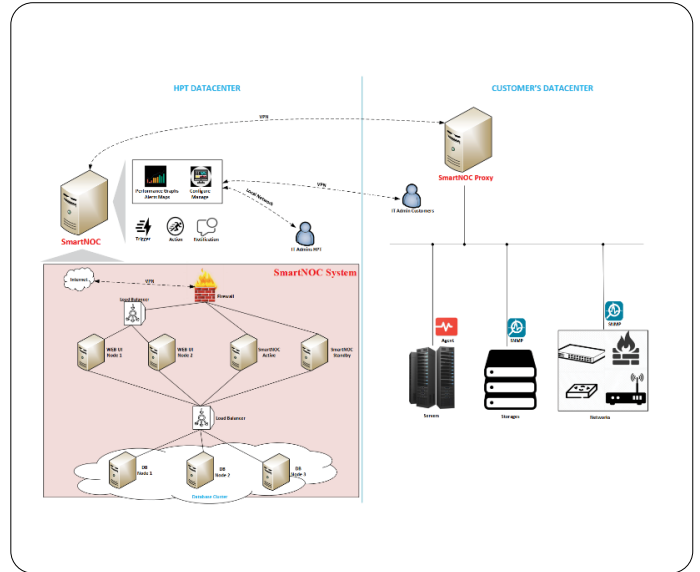 HPT DATACENTER
CUSTOMER'S DATACENTER
VPN
SmartNOC Proxy
Performance Graphs
Alarm Maps
Configure
Manage
VPN
Local Network
IT Admin Customers
SmartNOC
Trigger
Action
Notification
IT Admins HPT
SmartNOC System
Internet
VPN
Firewall
Load Balancer
WEB UI
Node 1
WEB UI
Node 2
SmartNOC
Active
SmartNOC
Standby
Agent
SNMP
SNMP
Servers
Storages
Networks
Load Balancer
DB
Node 1
DB
Node 2
DB
Node 3
Database Cluster